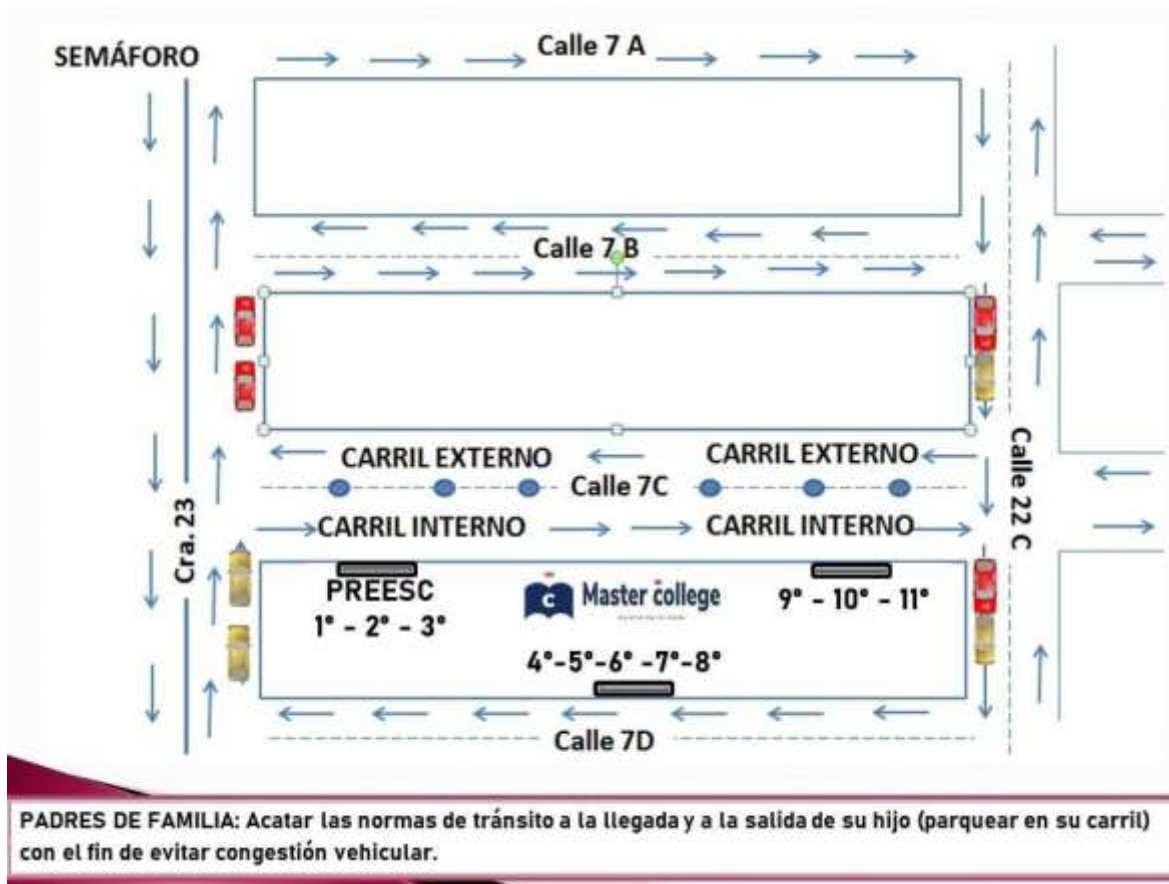 SEMÁFORO
Calle 7 A
Calle 7 B
CARRIL EXTERNO
CARRIL EXTERNO
Calle 7C
CARRIL INTERNO
CARRIL INTERNO
Cra. 23
Calle 22 C
PREESC
1° - 2° - 3°
C Master college
9° - 10° - 11°
4°-5°-6° -7°-8°
Calle 7D
PADRES DE FAMILIA: Acatar las normas de tránsito a la llegada y a la salida de su hijo (parquear en su carril)
con el fin de evitar congestión vehicular.